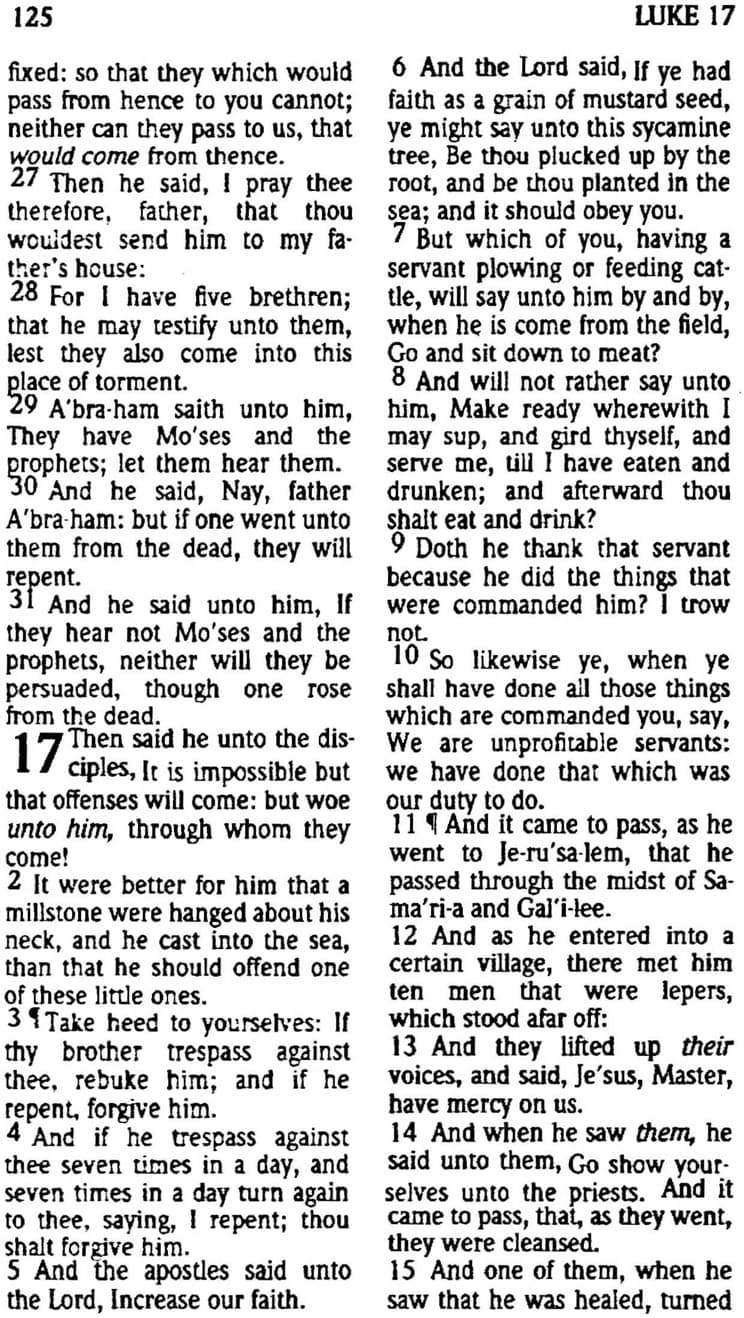 125
LUKE 17
fixed: so that they which would
pass from hence to you cannot;
neither can they pass to us, that
would come from thence.
27 Then he said, I pray thee
therefore, father, that thou
wouldest send him to my fa-
ther's house:
28 For I have five brethren;
that he may testify unto them,
lest they also come into this
place of torment.
29 A'bra-ham saith unto him,
They have Mo'ses and the
prophets; let them hear them.
30 And he said, Nay, father
A'bra-ham: but if one went unto
them from the dead, they will
repent.
31 And he said unto him, If
they hear not Mo'ses and the
prophets, neither will they be
persuaded, though one rose
from the dead.
17 Then said he unto the dis-
ciples, It is impossible but
that offenses will come: but woe
unto him, through whom they
come!
2 It were better for him that a
millstone were hanged about his
neck, and he cast into the sea,
than that he should offend one
of these little ones.
3 ¶Take heed to yourselves: If
thy brother trespass against
thee, rebuke him; and if he
repent, forgive him.
4 And if he trespass against
thee seven times in a day, and
seven times in a day turn again
to thee, saying, I repent; thou
shalt forgive him.
5 And the apostles said unto
the Lord, Increase our faith.
6 And the Lord said, If ye had
faith as a grain of mustard seed,
ye might say unto this sycamine
tree, Be thou plucked up by the
root, and be thou planted in the
sea; and it should obey you.
7 But which of you, having a
servant plowing or feeding cat-
tle, will say unto him by and by,
when he is come from the field,
Go and sit down to meat?
8 And will not rather say unto
him, Make ready wherewith I
may sup, and gird thyself, and
serve me, till I have eaten and
drunken; and afterward thou
shalt eat and drink?
9 Doth he thank that servant
because he did the things that
were commanded him? I trow
not.
10 So likewise ye, when ye
shall have done all those things
which are commanded you, say,
We are unprofitable servants:
we have done that which was
our duty to do.
11 ¶ And it came to pass, as he
went to Je-ru'sa-lem, that he
passed through the midst of Sa-
ma'ri-a and Gal'i-lee.
12 And as he entered into a
certain village, there met him
ten men that were lepers,
which stood afar off:
13 And they lifted up their
voices, and said, Je'sus, Master,
have mercy on us.
14 And when he saw them, he
said unto them, Go show your-
selves unto the priests. And it
came to pass, that, as they went,
they were cleansed.
15 And one of them, when he
saw that he was healed, turned